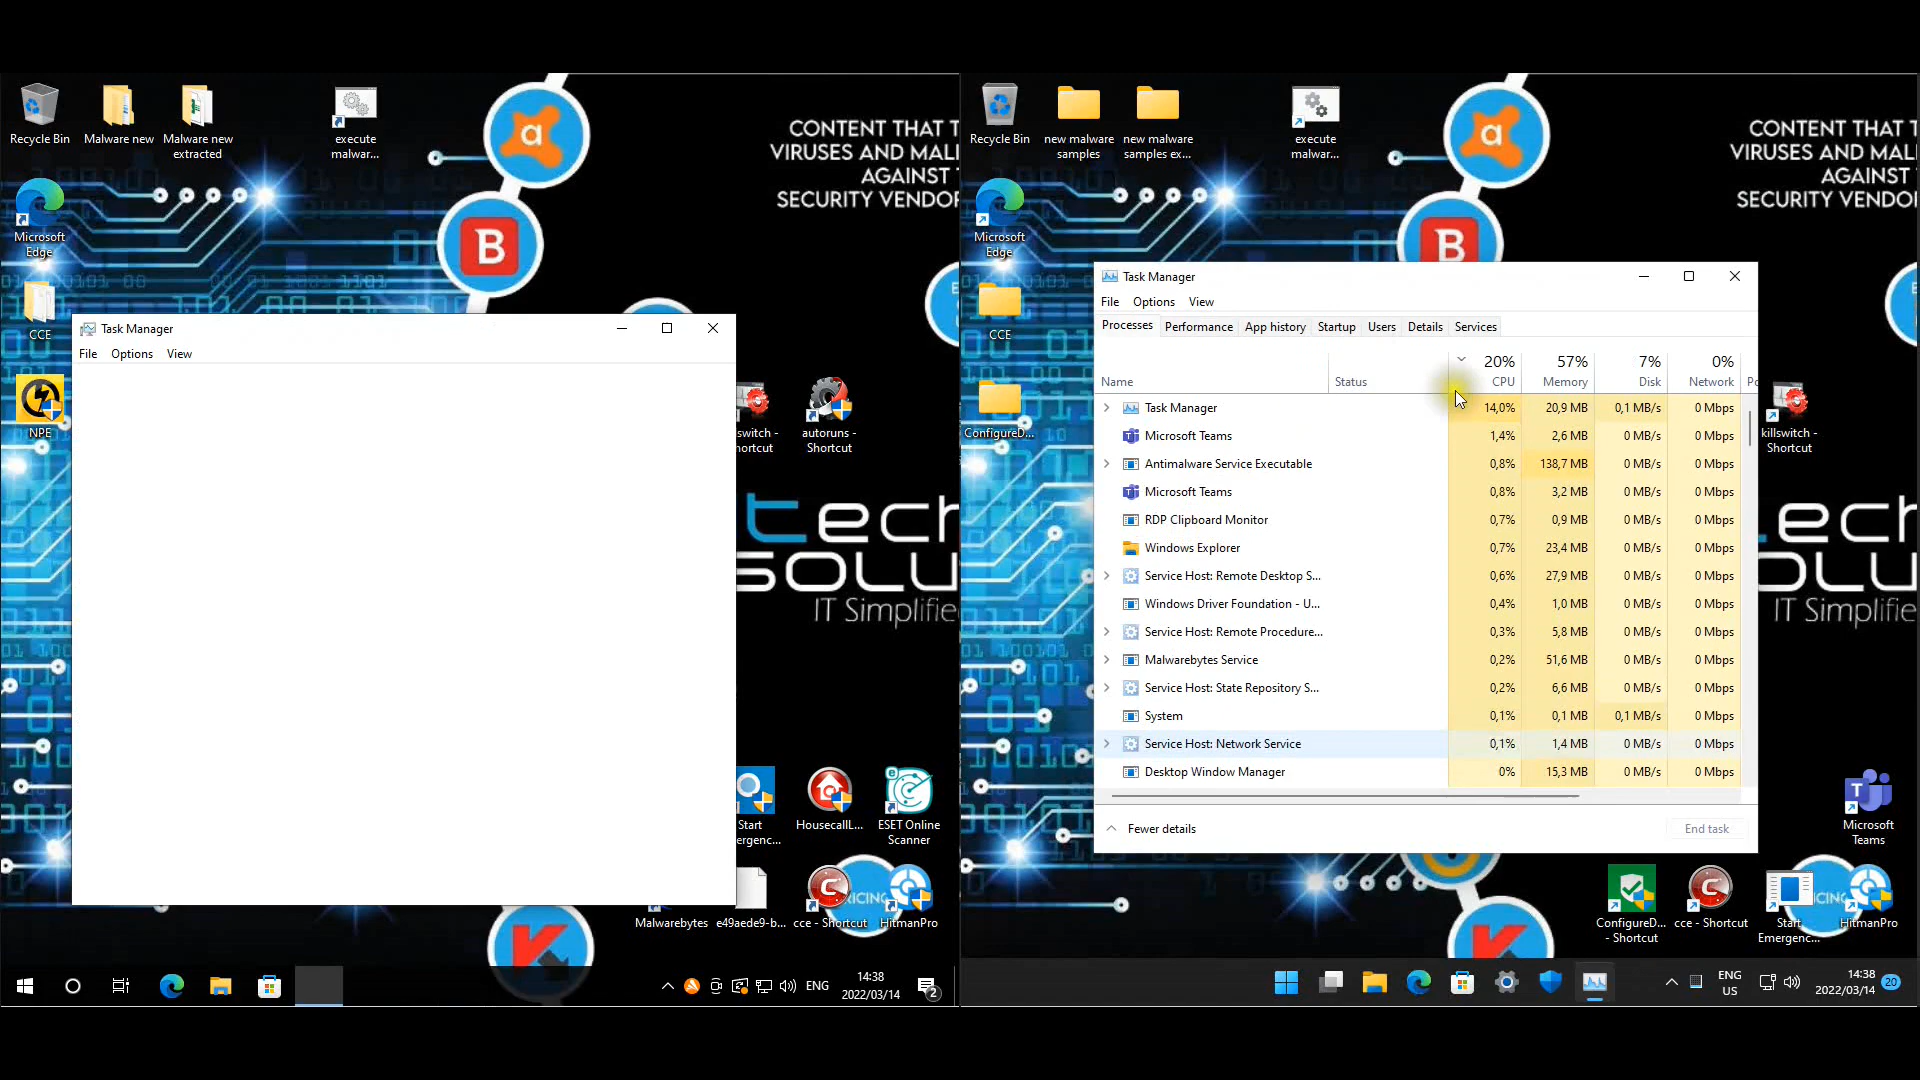 Recycle Bin
Malware new
Malware new
extracted
execute
malwar...
CONTENT THAT T
VIRUSES AND MALI
AGAINST
SECURITY VENDOR
Microsoft
Edge
CCE
NPE
Task Manager
File Options View
autoruns -
Shortcut
tech
SOLU
IT Simplifie
Start
HousecallL...
ESET Online
Scanner
Malwarebytes
e49aede9-b...
cce - Shortcut
HitmanPro
ENG
14:38
2022/03/14
2
Recycle Bin
new malware
samples
new malware
samples ex...
execute
malwar...
CONTENT THAT T
VIRUSES AND MALI
AGAINST
SECURITY VENDOR
Microsoft
Edge
CCE
ConfigureD...
Task Manager
File Options View
Processes Performance App history Startup Users Details Services
20% 57% 7% 0%
Name Status CPU Memory Disk Network Po
Task Manager 14,0% 20,9 MB 0,1 MB/s 0 Mbps
Microsoft Teams 1,4% 2,6 MB 0 MB/s 0 Mbps
Antimalware Service Executable 0,8% 138,7 MB 0 MB/s 0 Mbps
Microsoft Teams 0,8% 3,2 MB 0 MB/s 0 Mbps
RDP Clipboard Monitor 0,7% 0,9 MB 0 MB/s 0 Mbps
Windows Explorer 0,7% 23,4 MB 0 MB/s 0 Mbps
Service Host: Remote Desktop S... 0,6% 27,9 MB 0 MB/s 0 Mbps
Windows Driver Foundation - U... 0,4% 1,0 MB 0 MB/s 0 Mbps
Service Host: Remote Procedure... 0,3% 5,8 MB 0 MB/s 0 Mbps
Malwarebytes Service 0,2% 51,6 MB 0 MB/s 0 Mbps
Service Host: State Repository S... 0,2% 6,6 MB 0 MB/s 0 Mbps
System 0,1% 0,1 MB 0,1 MB/s 0 Mbps
Service Host: Network Service 0,1% 1,4 MB 0 MB/s 0 Mbps
Desktop Window Manager 0% 15,3 MB 0 MB/s 0 Mbps
Fewer details
End task
killswitch -
Shortcut
IT Simplifie
Microsoft
Teams
ConfigureD...
- Shortcut
cce - Shortcut
Start
Emergenc...
HitmanPro
ENG
US
14:38
2022/03/14
20